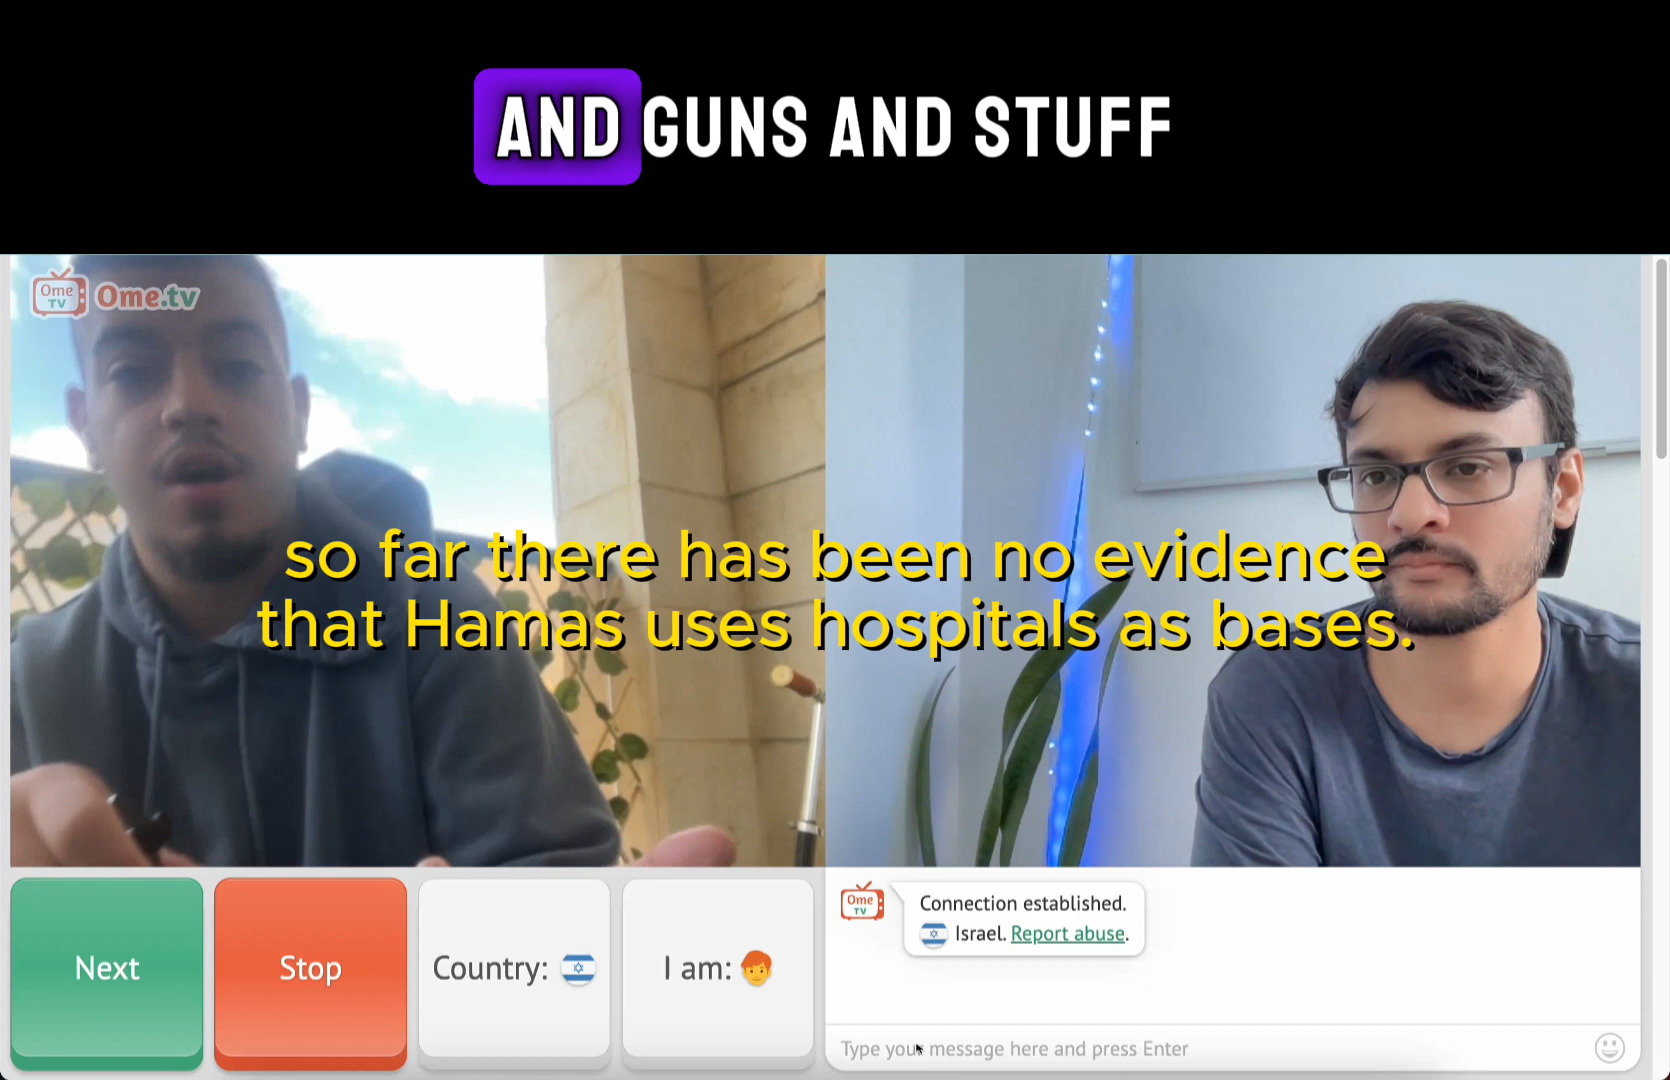 AND GUNS AND STUFF
Ome TV Ome.tv
so far there has been no evidence
that Hamas uses hospitals as bases.
Next
Stop
Country:
I am:
Ome TV
Connection established.
Israel. Report abuse.
Type your message here and press Enter